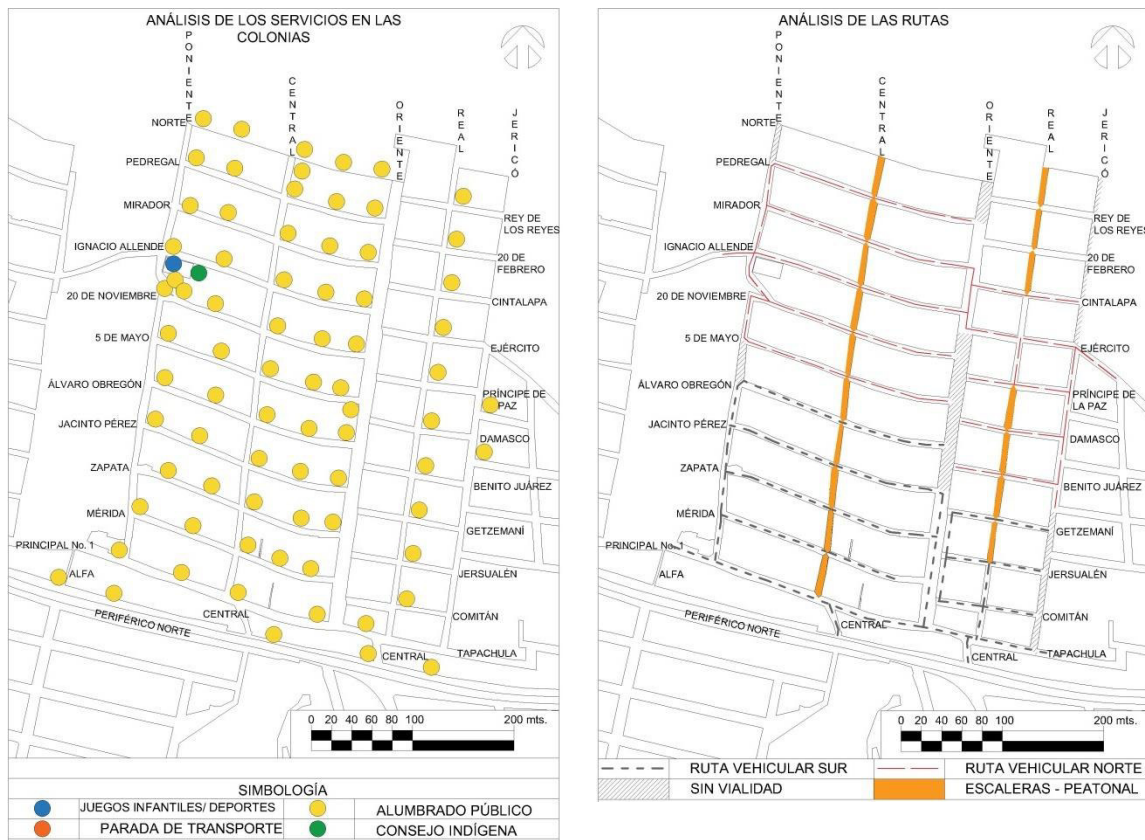 ANÁLISIS DE LOS SERVICIOS EN LAS
COLONIAS
PONIENTE
CENTRAL
ORIENTE
REAL
JERICÓ
NORTE
PEDREGAL
MIRADOR
IGNACIO ALLENDE
20 DE NOVIEMBRE
5 DE MAYO
ÁLVARO OBREGÓN
JACINTO PÉREZ
ZAPATA
MÉRIDA
PRINCIPAL No. 1
ALFA
PERIFÉRICO NORTE
CENTRAL
CENTRAL
REY DE
LOS REYES
20 DE
FEBRERO
CINTALAPA
EJÉRCITO
PRÍNCIPE DE
PAZ
DAMASCO
BENITO JUÁREZ
GETZEMANÍ
JERSUALÉN
COMITÁN
TAPACHULA
0 20 40 60 80 100 200 mts.
SIMBOLOGÍA
JUEGOS INFANTILES/ DEPORTES
ALUMBRADO PÚBLICO
PARADA DE TRANSPORTE
CONSEJO INDÍGENA
ANÁLISIS DE LAS RUTAS
PONIENTE
CENTRAL
ORIENTE
REAL
JERICÓ
NORTE
PEDREGAL
MIRADOR
IGNACIO ALLENDE
20 DE NOVIEMBRE
5 DE MAYO
ÁLVARO OBREGÓN
JACINTO PÉREZ
ZAPATA
MÉRIDA
PRINCIPAL No. 1
ALFA
PERIFÉRICO NORTE
CENTRAL
CENTRAL
REY DE
LOS REYES
20 DE
FEBRERO
CINTALAPA
EJÉRCITO
PRÍNCIPE DE
LA PAZ
DAMASCO
BENITO JUÁREZ
GETZEMANÍ
JERSUALÉN
COMITÁN
TAPACHULA
0 20 40 60 80 100 200 mts.
RUTA VEHICULAR SUR
RUTA VEHICULAR NORTE
SIN VIALIDAD
ESCALERAS - PEATONAL